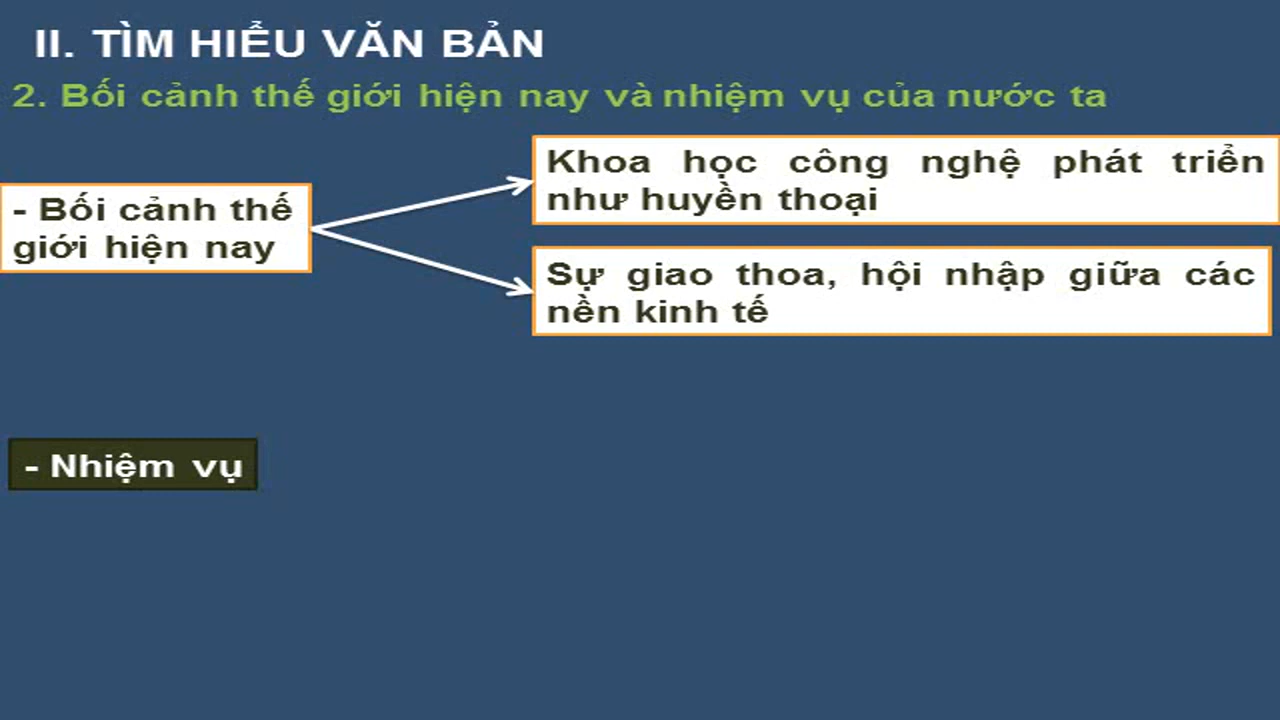 II. TÌM HIỂU VĂN BẢN
2. Bối cảnh thế giới hiện nay và nhiệm vụ của nước ta
- Bối cảnh thế
giới hiện nay
Khoa học công nghệ phát triển
như huyền thoại
Sự giao thoa, hội nhập giữa các
nền kinh tế
- Nhiệm vụ